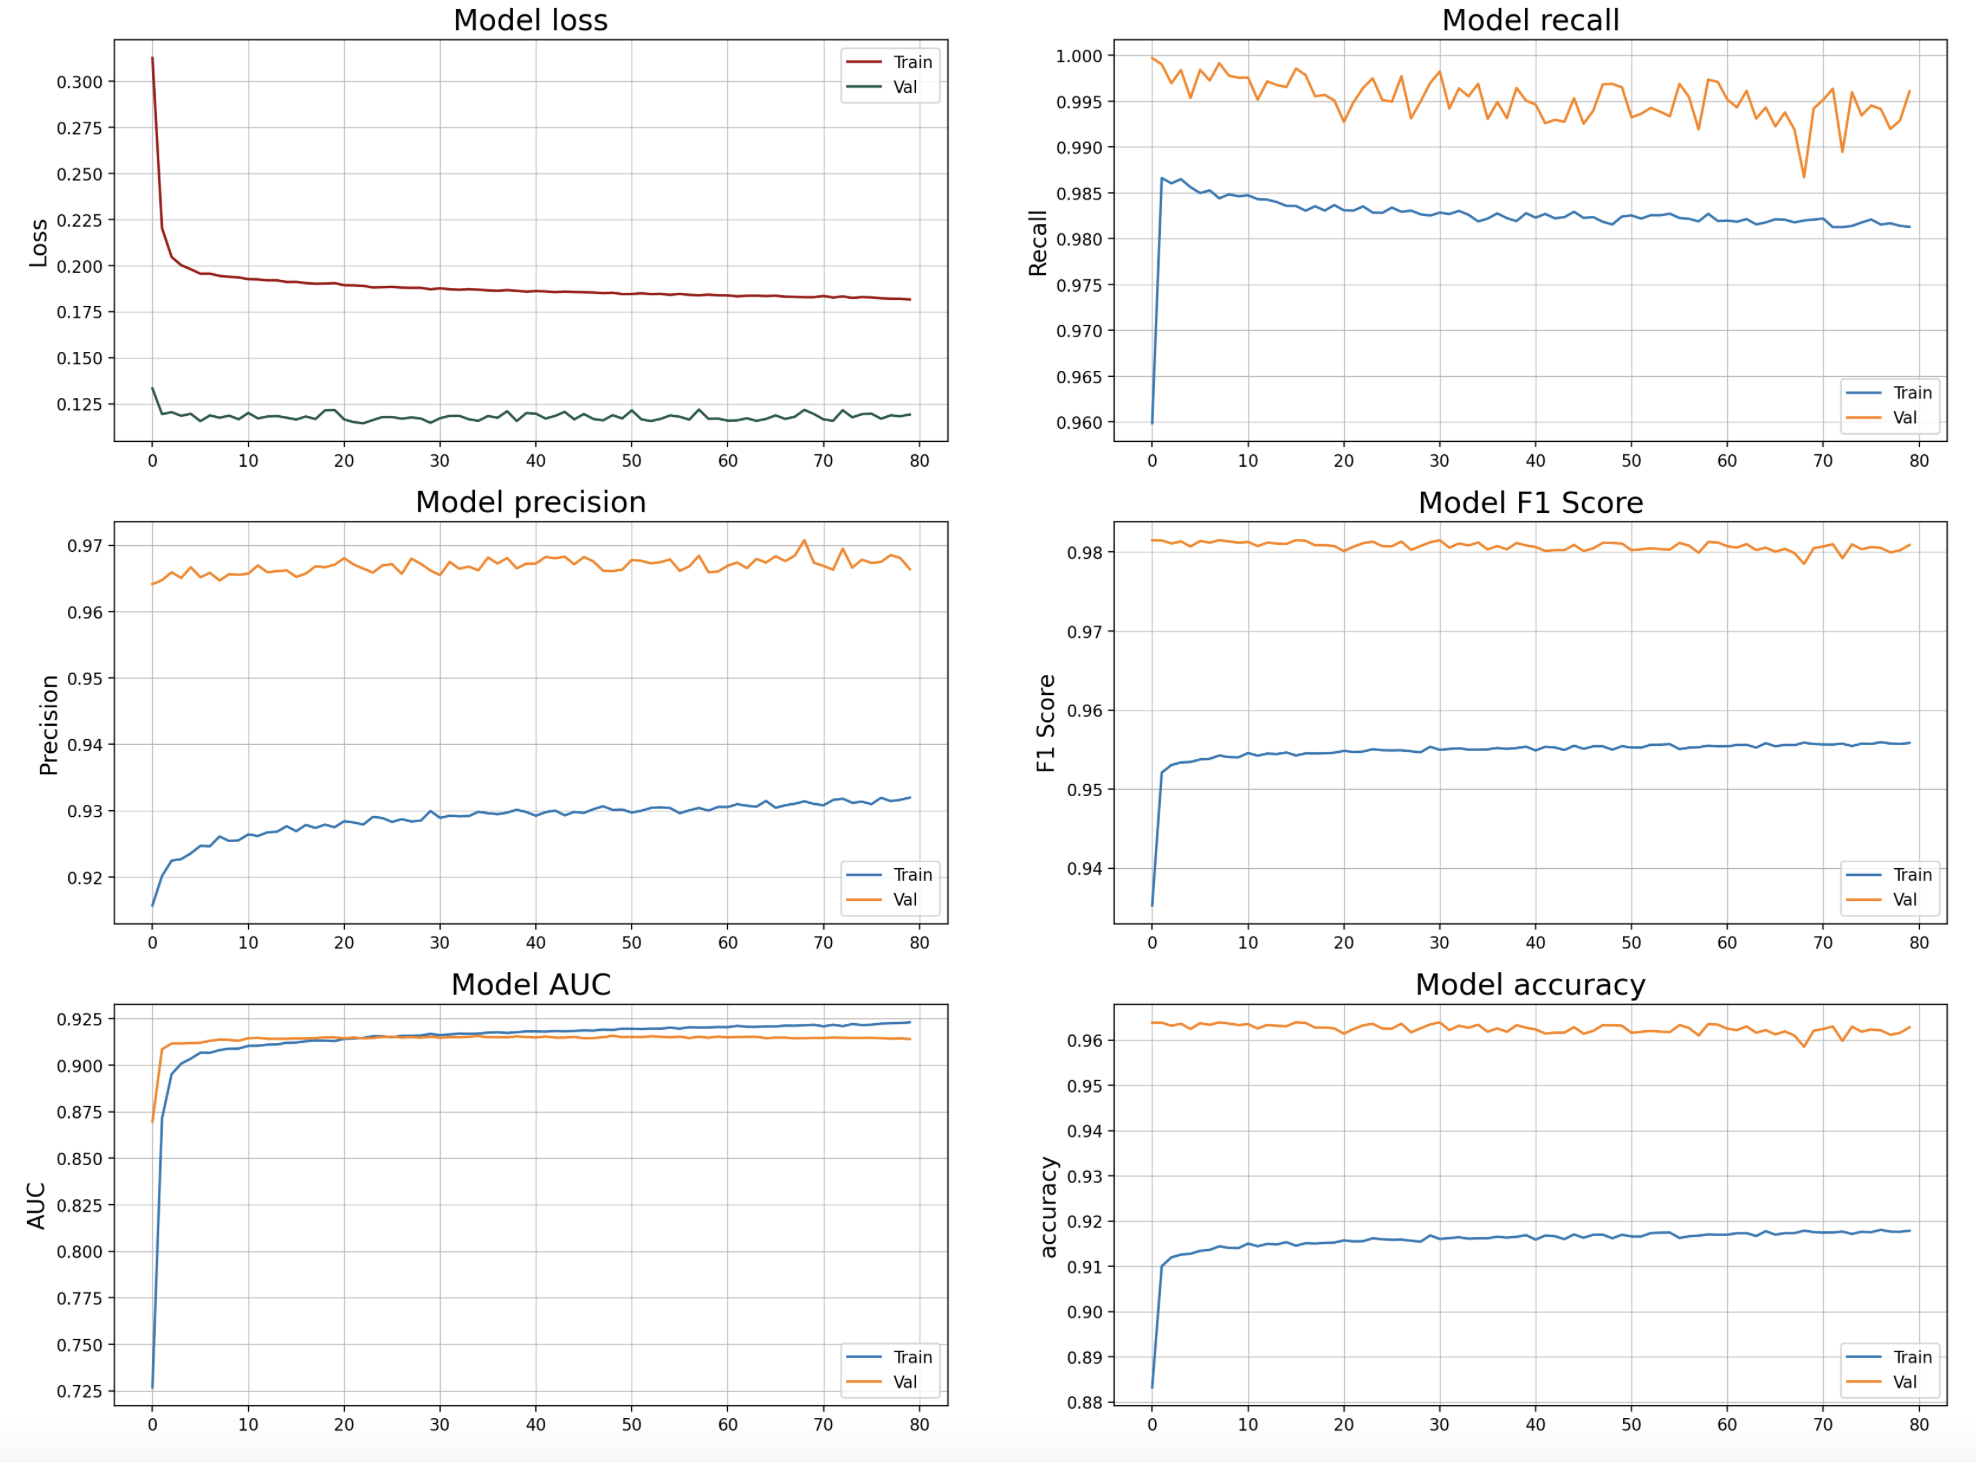 Model loss
Loss
0.300
0.275
0.250
0.225
0.200
0.175
0.150
0.125
0 10 20 30 40 50 60 70 80
Train
Val
Model recall
Recall
1.000
0.995
0.990
0.985
0.980
0.975
0.970
0.965
0.960
0 10 20 30 40 50 60 70 80
Train
Val
Model precision
Precision
0.97
0.96
0.95
0.94
0.93
0.92
0 10 20 30 40 50 60 70 80
Train
Val
Model F1 Score
F1 Score
0.98
0.97
0.96
0.95
0.94
0 10 20 30 40 50 60 70 80
Train
Val
Model AUC
AUC
0.925
0.900
0.875
0.850
0.825
0.800
0.775
0.750
0.725
0 10 20 30 40 50 60 70 80
Train
Val
Model accuracy
accuracy
0.96
0.95
0.94
0.93
0.92
0.91
0.90
0.89
0.88
0 10 20 30 40 50 60 70 80
Train
Val